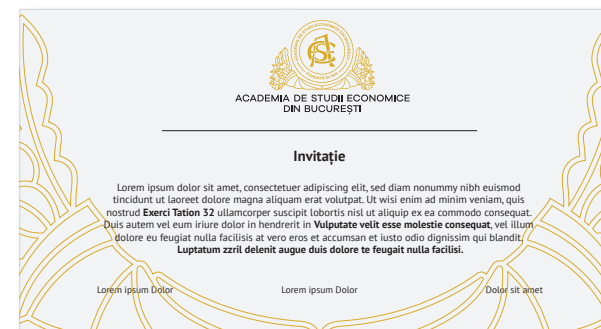 ACADEMIA DE STUDII ECONOMICE
DIN BUCUREȘTI
Invitație
Lorem ipsum dolor sit amet, consectetuer adipiscing elit, sed diam nonummy nibh euismod
tincidunt ut laoreet dolore magna aliquam erat volutpat. Ut wisi enim ad minim veniam, quis
nostrud Exerci Tation 32 ullamcorper suscipit lobortis nisl ut aliquip ex ea commodo consequat.
Duis autem vel eum iriure dolor in hendrerit in Vulputate velit esse molestie consequat, vel illum
dolore eu feugiat nulla facilisis at vero eros et accumsan et iusto odio dignissim qui blandit.
Luptatum zzril delenit augue duis dolore te feugait nulla facilisi.
Lorem ipsum Dolor Lorem ipsum Dolor Dolor sit amet